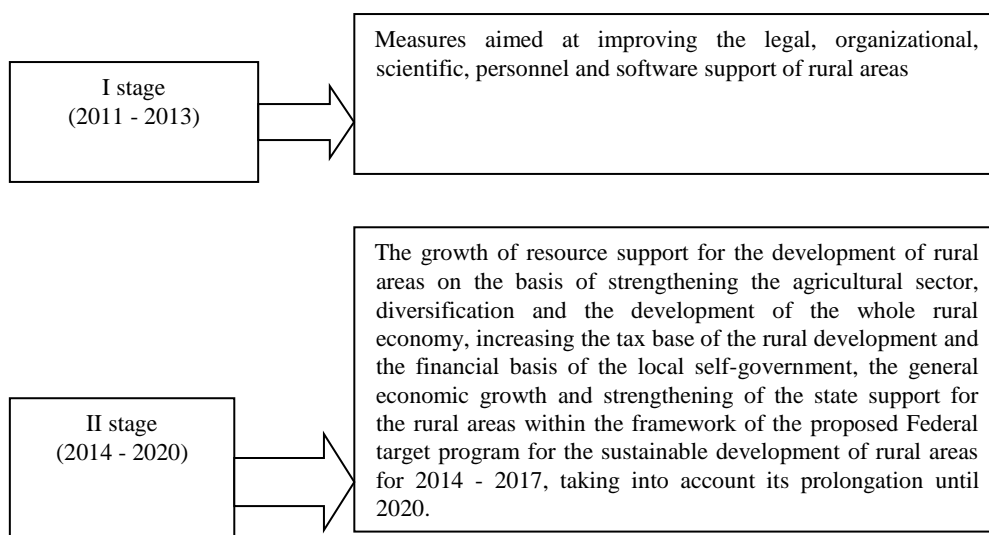 I stage
(2011 - 2013)
Measures aimed at improving the legal, organizational,
scientific, personnel and software support of rural areas
II stage
(2014 - 2020)
The growth of resource support for the development of rural
areas on the basis of strengthening the agricultural sector,
diversification and the development of the whole rural
economy, increasing the tax base of the rural development and
the financial basis of the local self-government, the general
economic growth and strengthening of the state support for
the rural areas within the framework of the proposed Federal
target program for the sustainable development of rural areas
for 2014 - 2017, taking into account its prolongation until
2020.